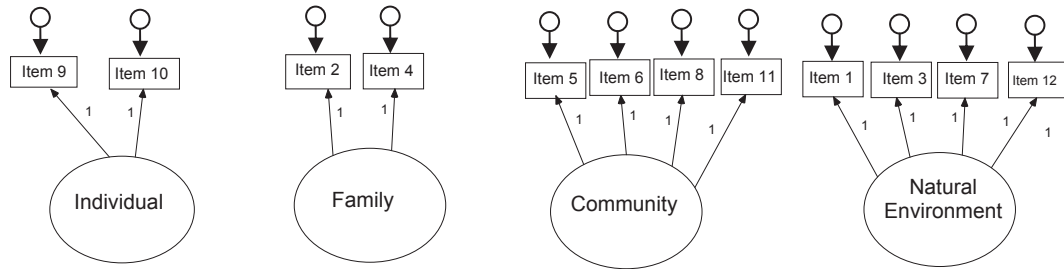 Item 9
Item 10
Item 2
Item 4
Item 5
Item 6
Item 8
Item 11
Item 1
Item 3
Item 7
Item 12
1
1
1
1
1
1
1
1
1
1
1
1
Individual
Family
Community
Natural
Environment